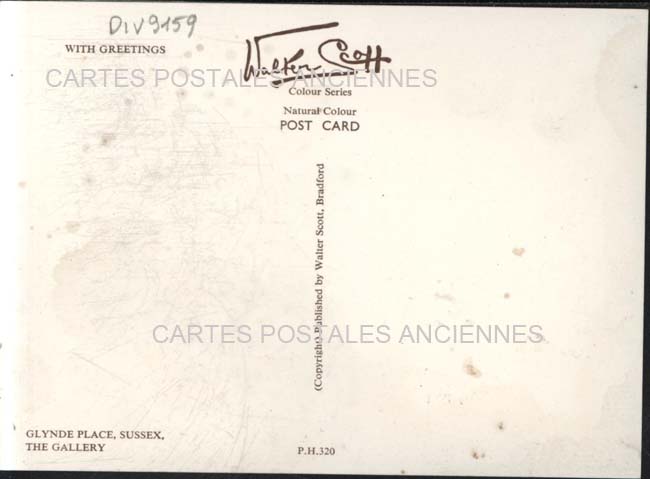 DIV9159
WITH GREETINGS
Walter Scott
CARTES POSTALES ANCIENNES
Colour Series
Natural Colour
POST CARD
(Copyright) Published by Walter Scott, Bradford
CARTES POSTALES ANCIENNES
GLYNDE PLACE, SUSSEX,
THE GALLERY
P.H.320